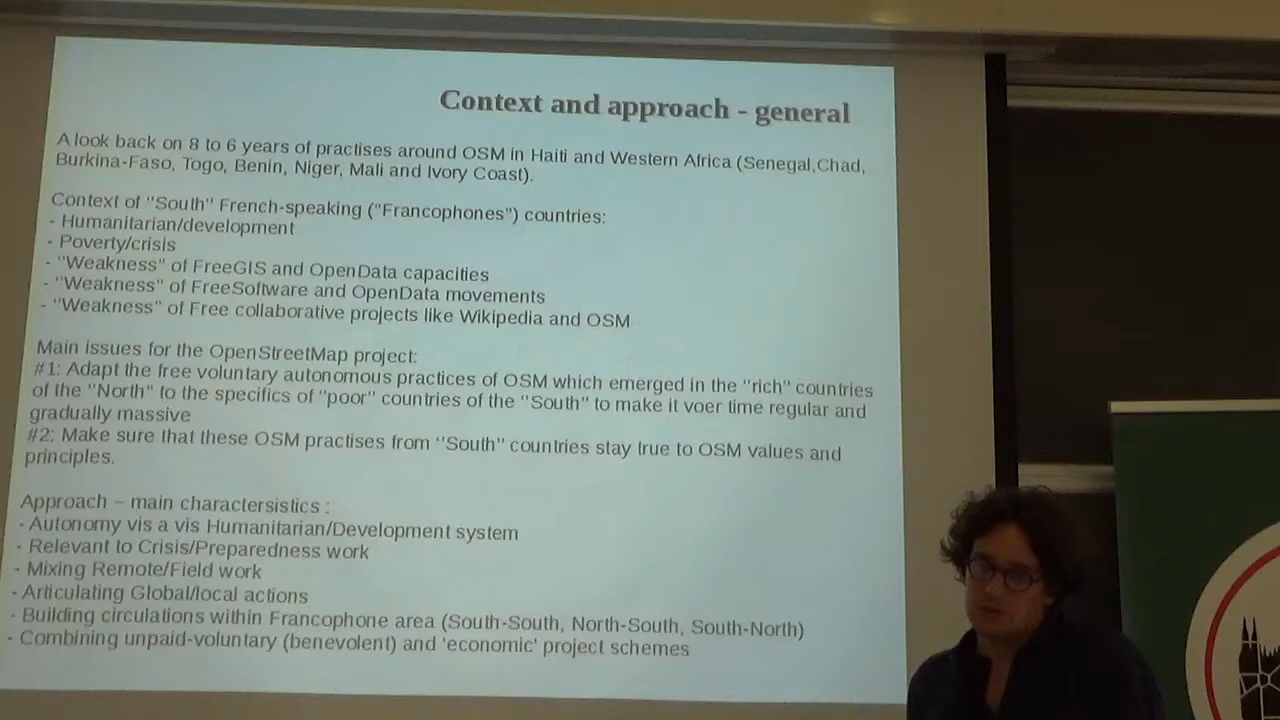 Context and approach - general
A look back on 8 to 6 years of practises around OSM in Haiti and Western Africa (Senegal,Chad,
Burkina-Faso, Togo, Benin, Niger, Mali and Ivory Coast).
Context of "South" French-speaking ("Francophones") countries:
- Humanitarian/development
- Poverty/crisis
- "Weakness" of FreeGIS and OpenData capacities
- "Weakness" of FreeSoftware and OpenData movements
- "Weakness" of Free collaborative projects like Wikipedia and OSM
Main issues for the OpenStreetMap project:
#1: Adapt the free voluntary autonomous practices of OSM which emerged in the "rich" countries
of the "North" to the specifics of "poor" countries of the "South" to make it voer time regular and
gradually massive
#2: Make sure that these OSM practises from "South" countries stay true to OSM values and
principles.
Approach – main charactersistics :
- Autonomy vis a vis Humanitarian/Development system
- Relevant to Crisis/Preparedness work
- Mixing Remote/Field work
- Articulating Global/local actions
- Building circulations within Francophone area (South-South, North-South, South-North)
- Combining unpaid-voluntary (benevolent) and 'economic' project schemes